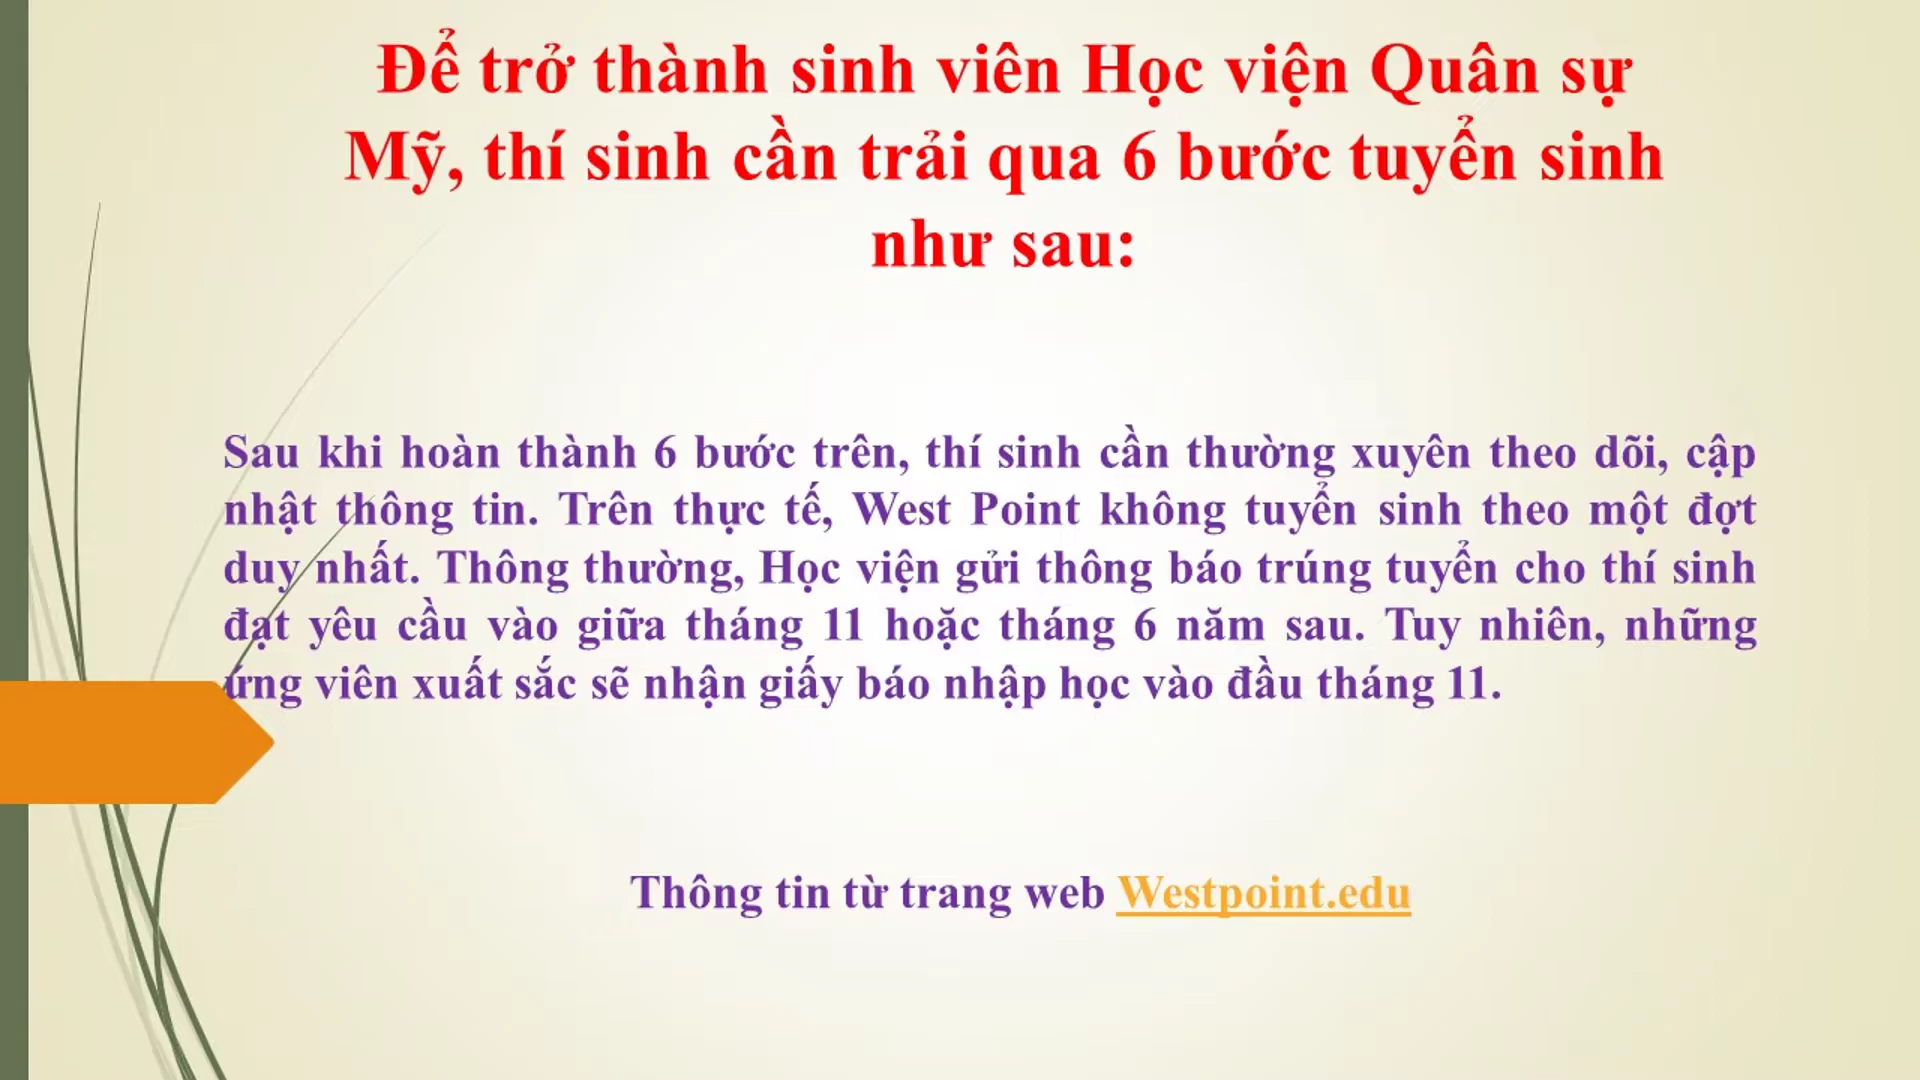 Để trở thành sinh viên Học viện Quân sự
Mỹ, thí sinh cần trải qua 6 bước tuyển sinh
như sau:
Sau khi hoàn thành 6 bước trên, thí sinh cần thường xuyên theo dõi, cập
nhật thông tin. Trên thực tế, West Point không tuyển sinh theo một đợt
duy nhất. Thông thường, Học viện gửi thông báo trúng tuyển cho thí sinh
đạt yêu cầu vào giữa tháng 11 hoặc tháng 6 năm sau. Tuy nhiên, những
ứng viên xuất sắc sẽ nhận giấy báo nhập học vào đầu tháng 11.
Thông tin từ trang web Westpoint.edu